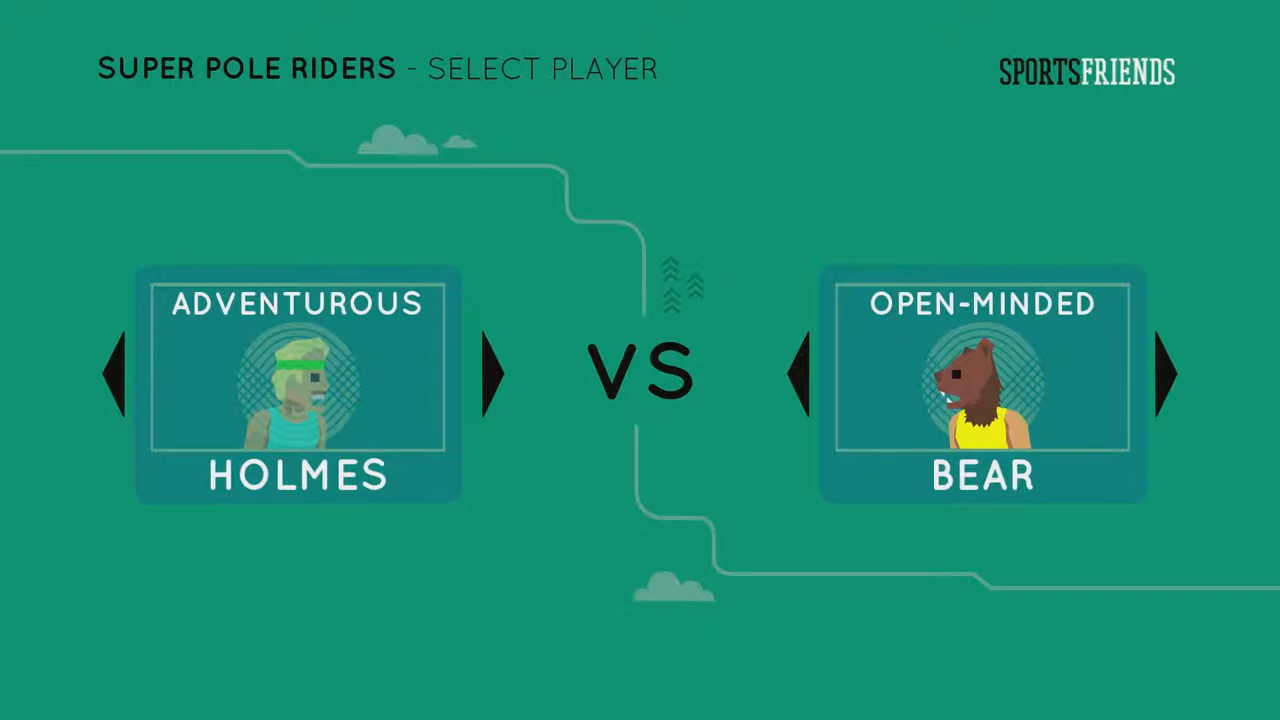 SUPER POLE RIDERS - SELECT PLAYER
SPORTSFRIENDS
ADVENTUROUS
HOLMES
VS
OPEN-MINDED
BEAR